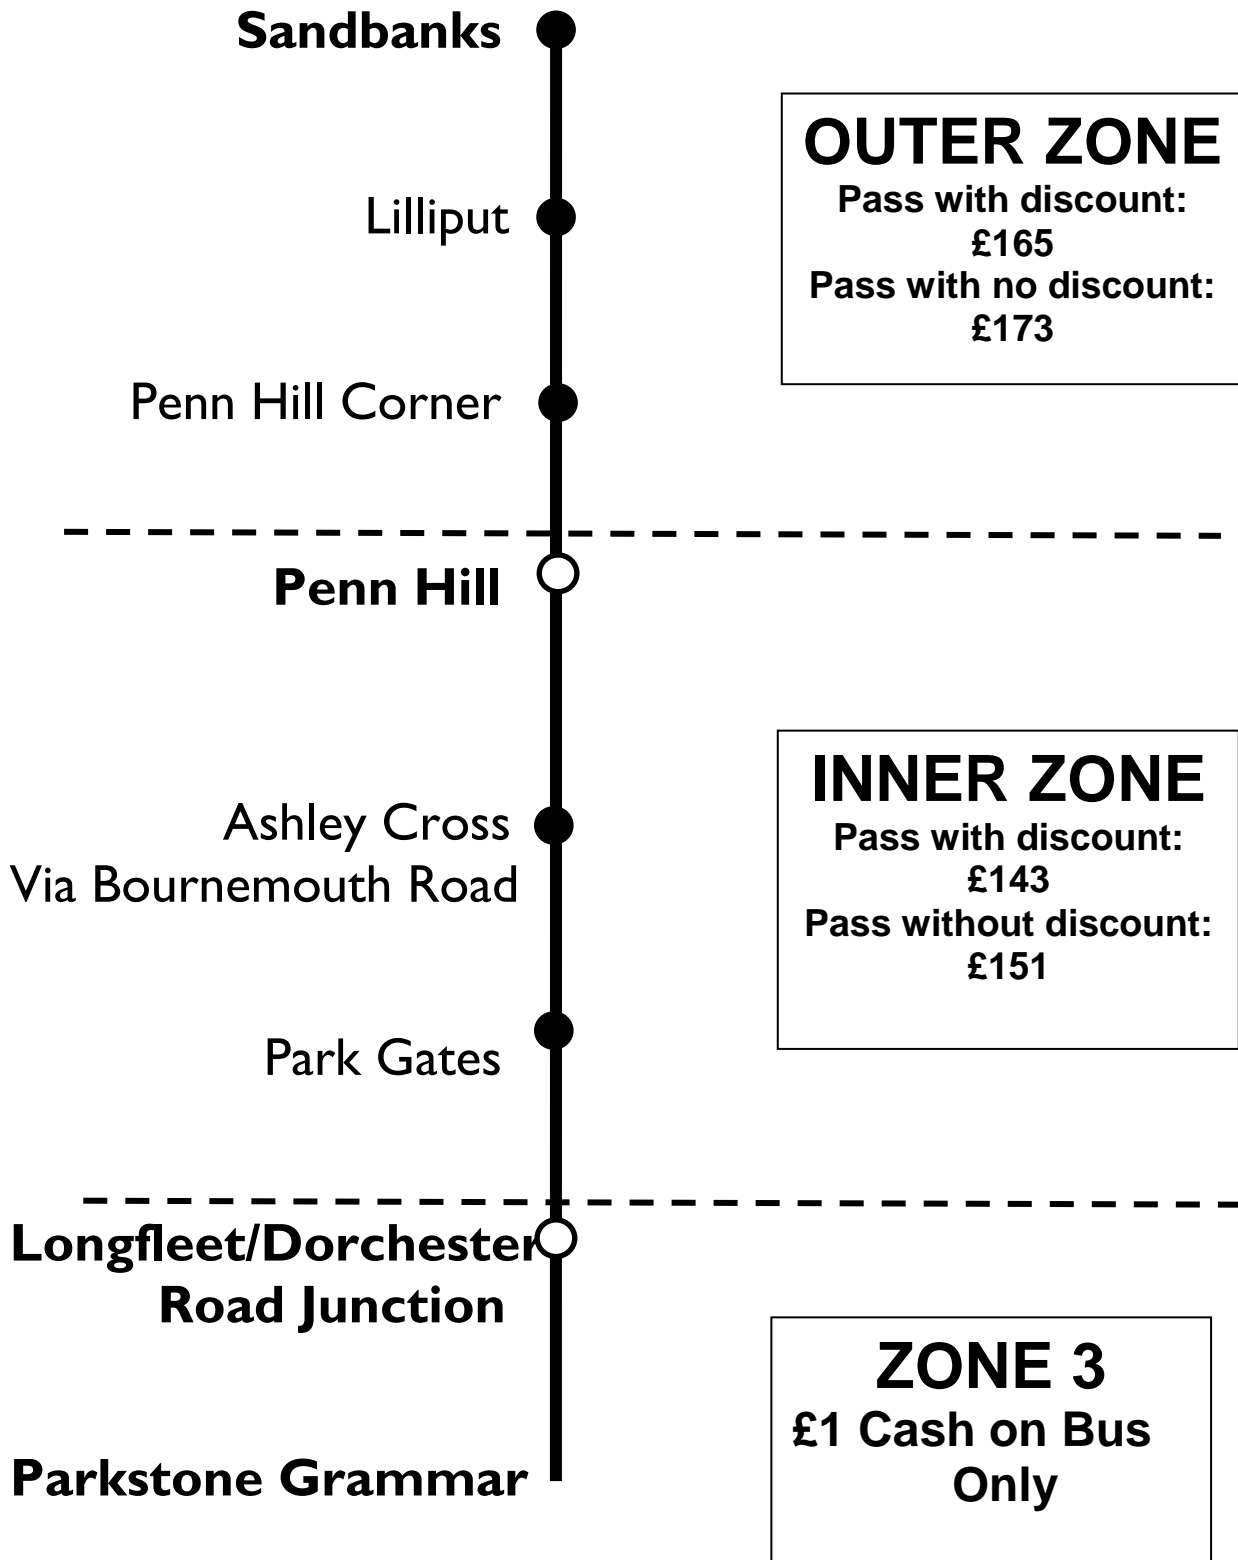 Sandbanks
OUTER ZONE
Pass with discount:
£165
Pass with no discount:
£173
Lilliput
Penn Hill Corner
Penn Hill
INNER ZONE
Pass with discount:
£143
Pass without discount:
£151
Ashley Cross
Via Bournemouth Road
Park Gates
Longfleet/Dorchester
Road Junction
ZONE 3
£1 Cash on Bus
Only
Parkstone Grammar